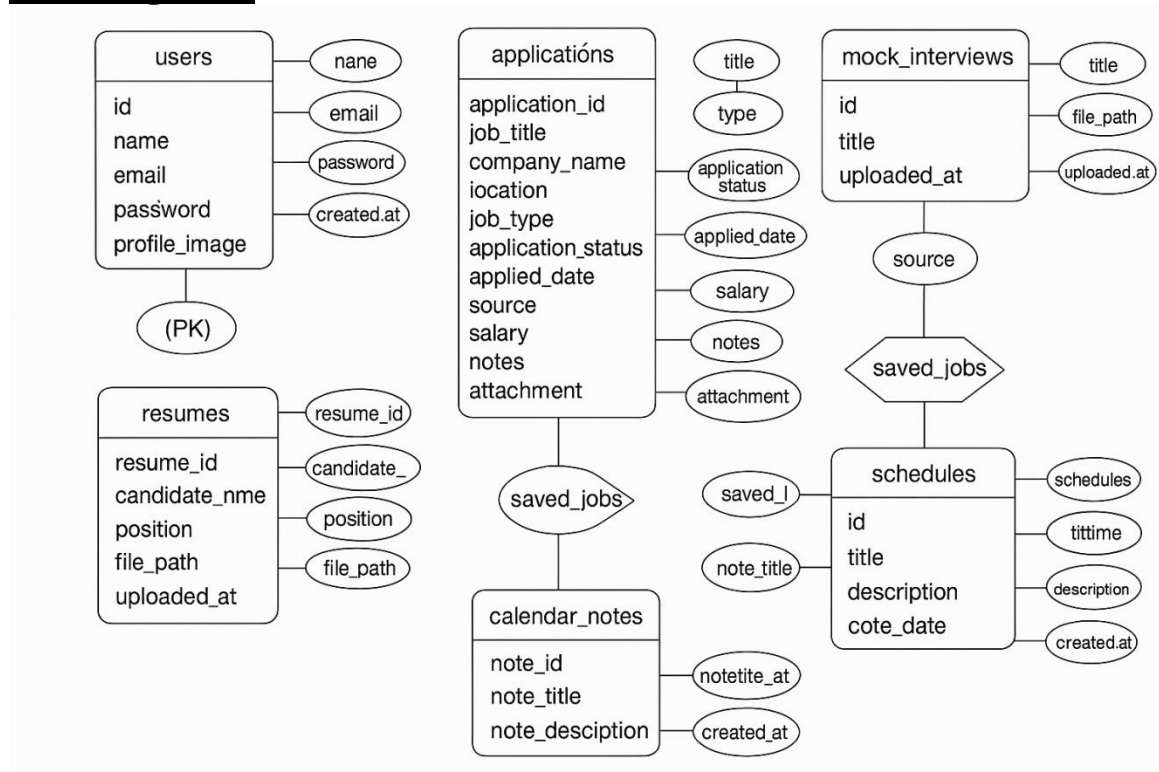 users
id
name
email
password
profile_image
nane
email
password
created.at
(PK)
resumes
resume_id
candidate_nme
position
file_path
uploaded_at
resume_id
candidate_
position
file_path
applicatións
application_id
job_title
company_name
iocation
job_type
application_status
applied_date
source
salary
notes
attachment
title
type
application
status
applied_date
salary
notes
attachment
saved_jobs
calendar_notes
note_id
note_title
note_desciption
notetite_at
created_at
mock_interviews
id
title
uploaded_at
title
file_path
uploaded.at
source
saved_jobs
schedules
id
title
description
cote_date
saved_l
note_title
schedules
tittime
description
created.at